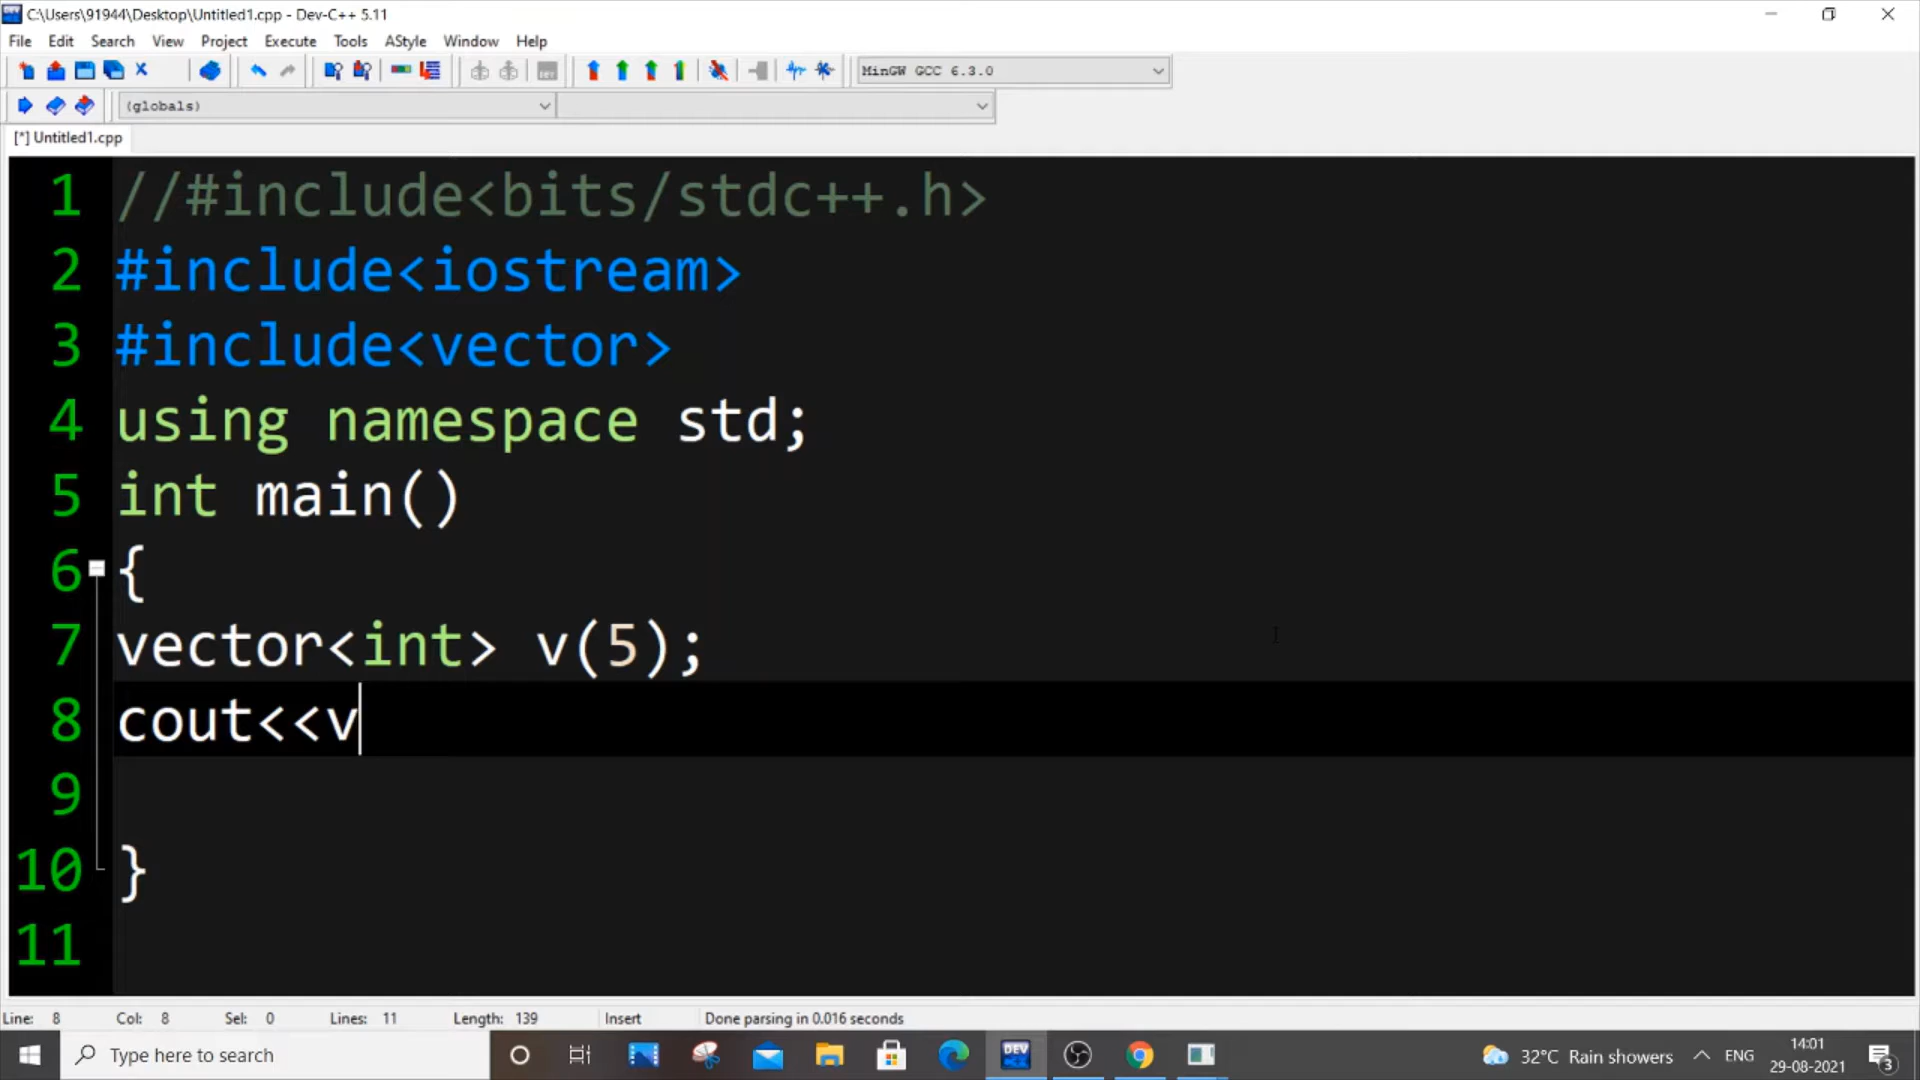 C:\Users\91944\Desktop\Untitled1.cpp - Dev-C++ 5.11
File Edit Search View Project Execute Tools AStyle Window Help
MinGW GCC 6.3.0
(globals)
[*] Untitled1.cpp
1 //#include<bits/stdc++.h>
2 #include<iostream>
3 #include<vector>
4 using namespace std;
5 int main()
6 {
7 vector<int> v(5);
8 cout<<v
9
10 }
11
Line: 8 Col: 8 Sel: 0 Lines: 11 Length: 139 Insert Done parsing in 0.016 seconds
Type here to search
DEV
32°C Rain showers
ENG
14:01
29-08-2021
3